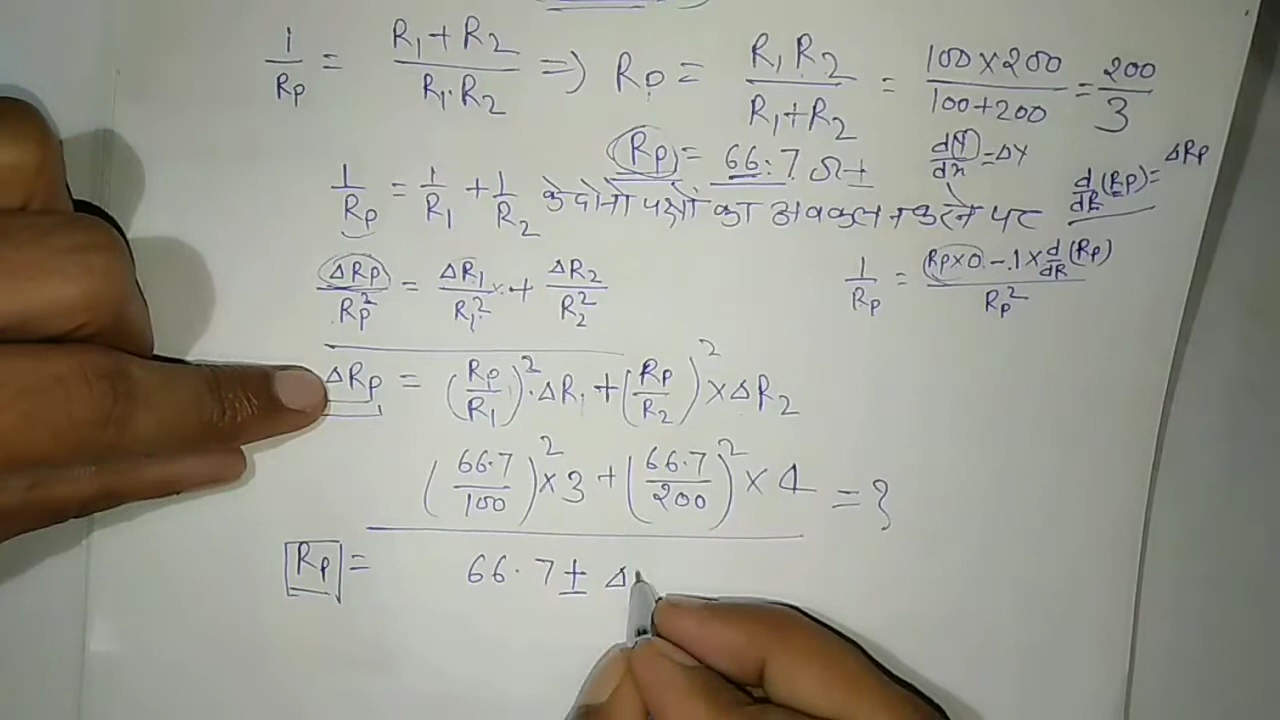 1/Rp = R1+R2/R1.R2 => Rp = R1R2/R1+R2 = 100×200/100+200 = 200/3
Rp = 66.7 Ω ±
d(Y)/dx = ΔY
d/dR(Rp) = ΔRp
1/Rp = 1/R1 + 1/R2 के दोनों पक्षों का अवकलन करने पर
ΔRp/Rp² = ΔR1/R1² + ΔR2/R2²
1/Rp = Rp×0 - 1×d/dR(Rp)/Rp²
ΔRp = (Rp/R1)².ΔR1 + (Rp/R2)²×ΔR2
(66.7/100)²×3 + (66.7/200)²×4 = ?
Rp = 66.7 ± Δ